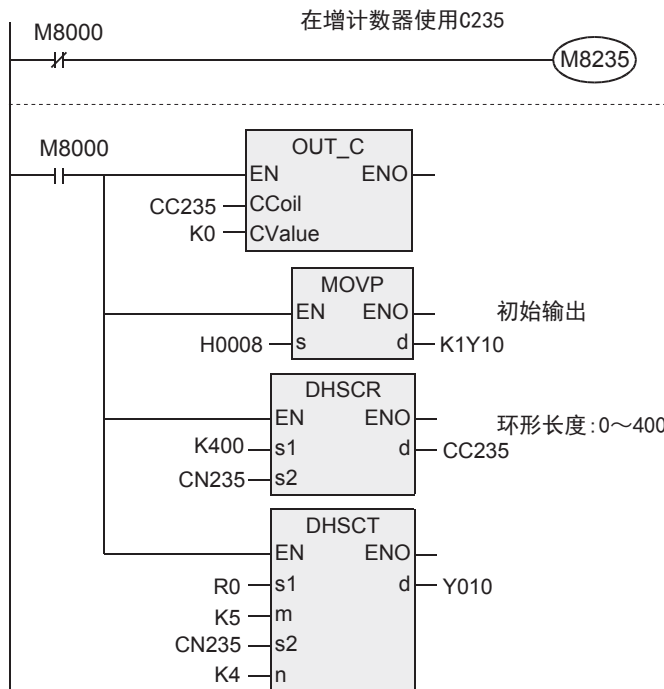 在增计数器使用C235
M8000
M8235
M8000
OUT_C
EN ENO
CC235 CCoil
K0 CValue
MOVP
EN ENO 初始输出
H0008 s d K1Y10
DHSCR
EN ENO 环形长度:0～400
K400 s1 d CC235
CN235 s2
DHSCT
EN ENO
R0 s1 d Y010
K5 m
CN235 s2
K4 n